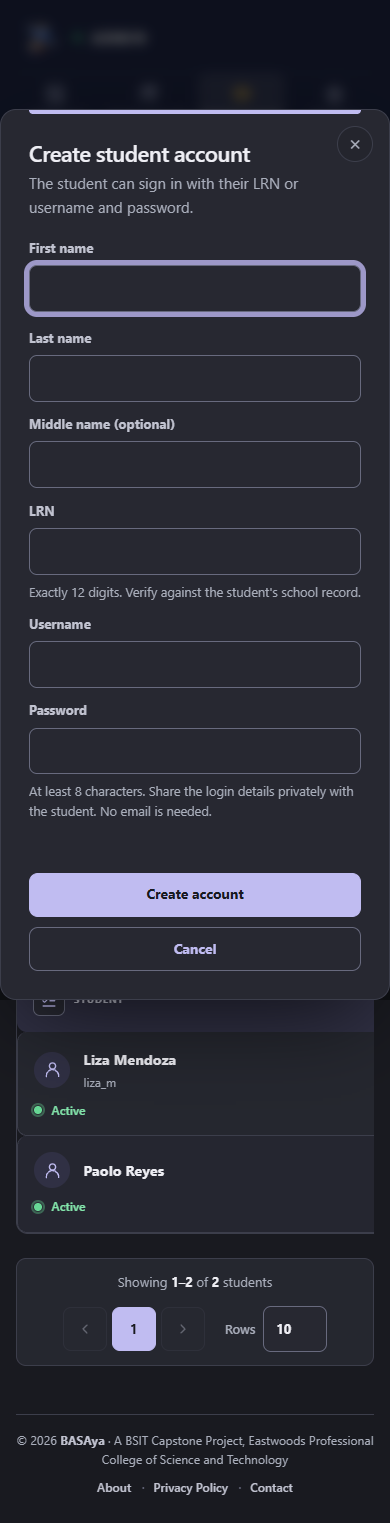 Create student account
The student can sign in with their LRN or
username and password.
First name
Last name
Middle name (optional)
LRN
Exactly 12 digits. Verify against the student's school record.
Username
Password
At least 8 characters. Share the login details privately with
the student. No email is needed.
Create account
Cancel
STUDENT
Liza Mendoza
liza_m
Active
Paolo Reyes
Active
Showing 1–2 of 2 students
1 Rows 10
© 2026 BASAya · A BSIT Capstone Project, Eastwoods Professional
College of Science and Technology
About · Privacy Policy · Contact